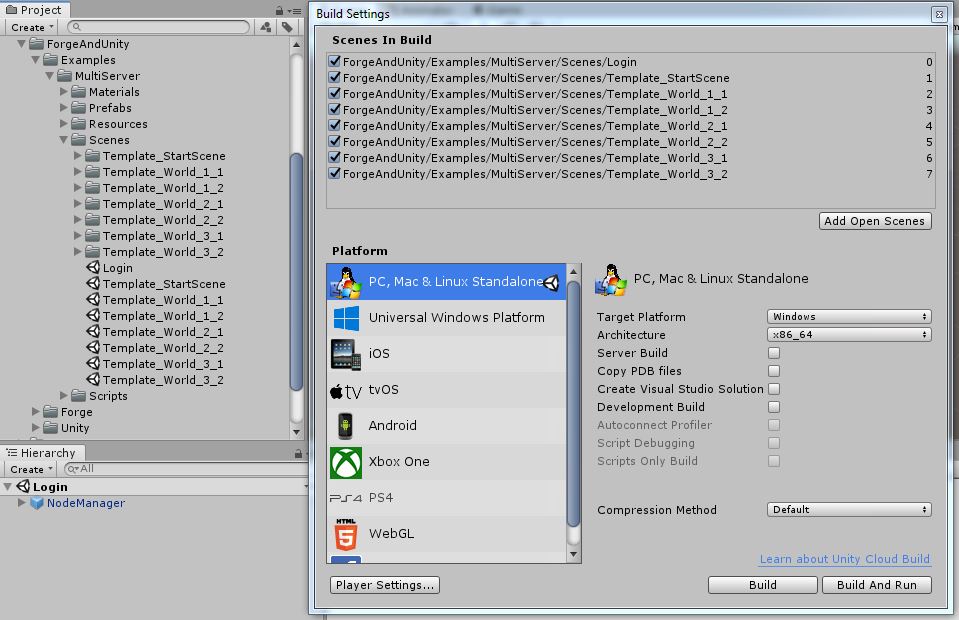 Project
Create
ForgeAndUnity
Examples
MultiServer
Materials
Prefabs
Resources
Scenes
Template_StartScene
Template_World_1_1
Template_World_1_2
Template_World_2_1
Template_World_2_2
Template_World_3_1
Template_World_3_2
Login
Template_StartScene
Template_World_1_1
Template_World_1_2
Template_World_2_1
Template_World_2_2
Template_World_3_1
Template_World_3_2
Scripts
Forge
Unity
Hierarchy
Create All
Login
NodeManager
Build Settings
Scenes In Build
ForgeAndUnity/Examples/MultiServer/Scenes/Login 0
ForgeAndUnity/Examples/MultiServer/Scenes/Template_StartScene 1
ForgeAndUnity/Examples/MultiServer/Scenes/Template_World_1_1 2
ForgeAndUnity/Examples/MultiServer/Scenes/Template_World_1_2 3
ForgeAndUnity/Examples/MultiServer/Scenes/Template_World_2_1 4
ForgeAndUnity/Examples/MultiServer/Scenes/Template_World_2_2 5
ForgeAndUnity/Examples/MultiServer/Scenes/Template_World_3_1 6
ForgeAndUnity/Examples/MultiServer/Scenes/Template_World_3_2 7
Add Open Scenes
Platform
PC, Mac & Linux Standalone
Universal Windows Platform
iOS
tv tvOS
Android
Xbox One
PS4 PS4
HTML
5 WebGL
PC, Mac & Linux Standalone
Target Platform Windows
Architecture x86_64
Server Build
Copy PDB files
Create Visual Studio Solution
Development Build
Autoconnect Profiler
Script Debugging
Scripts Only Build
Compression Method Default
Learn about Unity Cloud Build
Player Settings... Build Build And Run